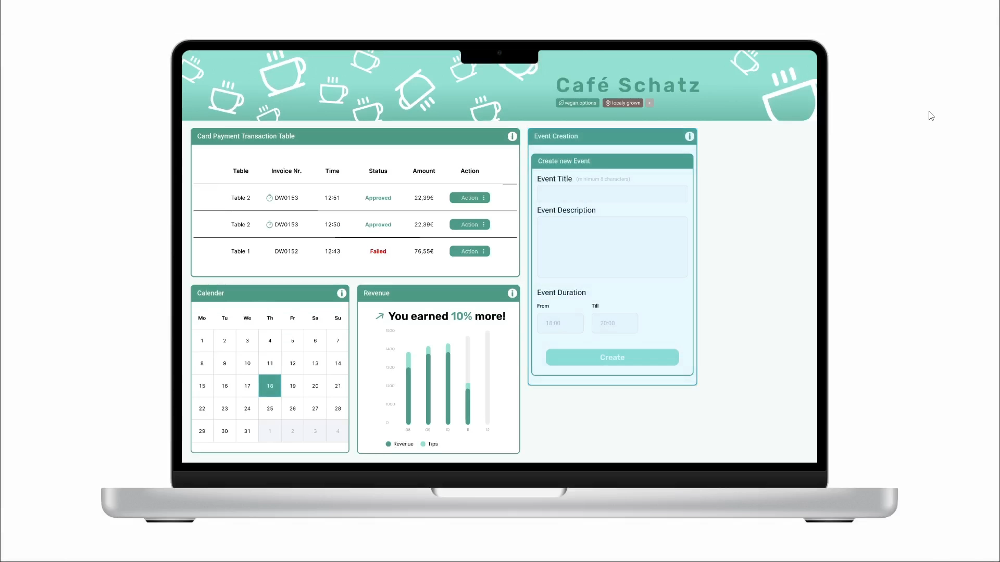 Café Schatz
vegan options localy grown +
Card Payment Transaction Table
Table Invoice Nr. Time Status Amount Action
Table 2 DW0153 12:51 Approved 22,39€ Action
Table 2 DW0153 12:50 Approved 22,39€ Action
Table 1 DW0152 12:43 Failed 76,55€ Action
Calender
Mo Tu We Th Fr Sa Su
1 2 3 4 5 6 7
8 9 10 11 12 13 14
15 16 17 18 19 20 21
22 23 24 25 26 27 28
29 30 31 1 2 3 4
Revenue
You earned 10% more!
1500
1400
1300
1200
1000
0
08 09 10 11 12
Revenue Tips
Event Creation
Create new Event
Event Title (minimum 8 characters)
Event Description
Event Duration
From Till
18:00 20:00
Create